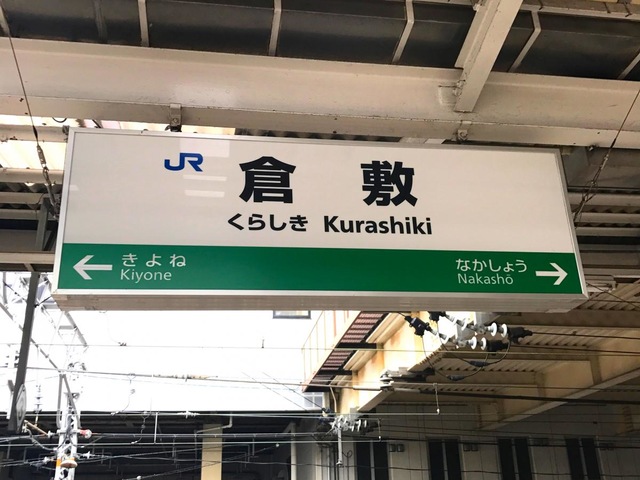 JR 倉敷
くらしき Kurashiki
← きよね
Kiyone
なかしょう →
Nakashō